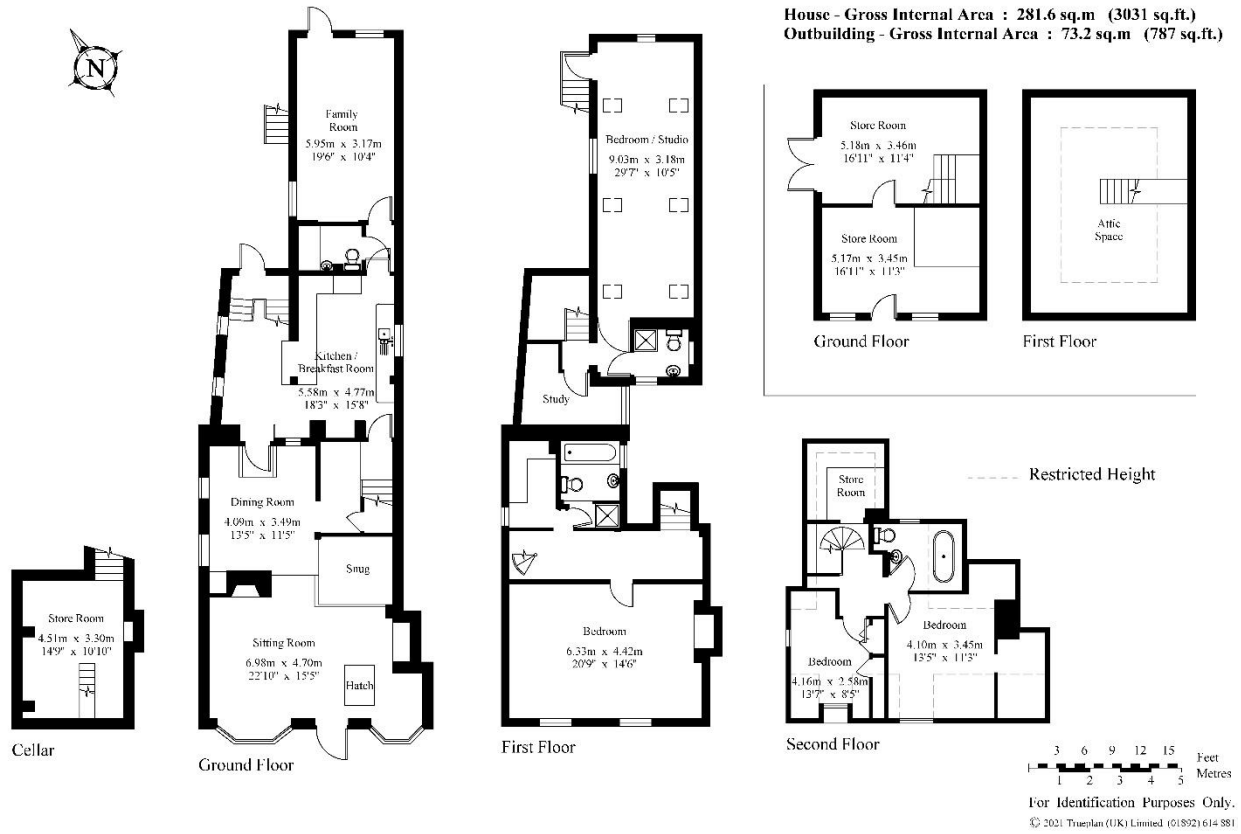 House - Gross Internal Area : 281.6 sq.m (3031 sq.ft.)
Outbuilding - Gross Internal Area : 73.2 sq.m (787 sq.ft.)
N
Family
Room
5.95m x 3.17m
19'6" x 10'4"
Kitchen /
Breakfast Room
5.58m x 4.77m
18'3" x 15'8"
Dining Room
4.09m x 3.49m
13'5" x 11'5"
Snug
Sitting Room
6.98m x 4.70m
22'10" x 15'5"
Hatch
Ground Floor
Store Room
4.51m x 3.30m
14'9" x 10'10"
Cellar
Bedroom / Studio
9.03m x 3.18m
29'7" x 10'5"
Study
Bedroom
6.33m x 4.42m
20'9" x 14'6"
First Floor
Store Room
5.18m x 3.46m
16'11" x 11'4"
Store Room
5.17m x 3.45m
16'11" x 11'3"
Ground Floor
Attic
Space
First Floor
Restricted Height
Store
Room
Bedroom
4.10m x 3.45m
13'5" x 11'3"
Bedroom
4.16m x 2.58m
13'7" x 8'5"
Second Floor
3 6 9 12 15 Feet
1 2 3 4 5 Metres
For Identification Purposes Only.
© 2021 Trueplan (UK) Limited (01892) 614 881